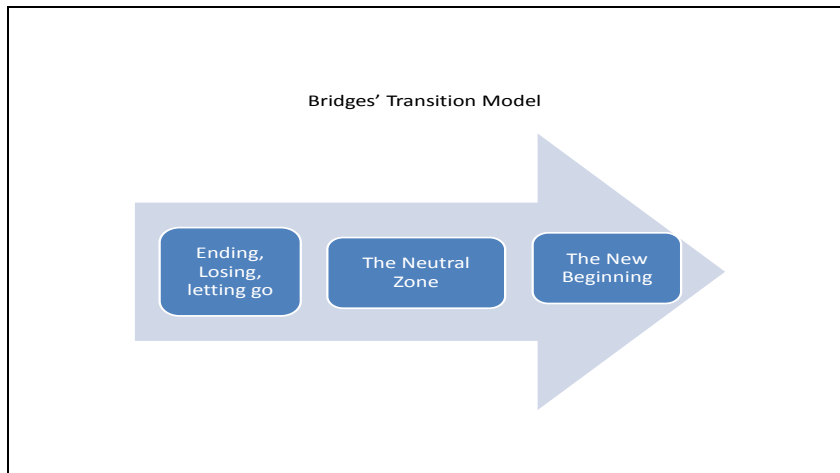 Bridges’ Transition Model
Ending,
Losing,
letting go
The Neutral
Zone
The New
Beginning